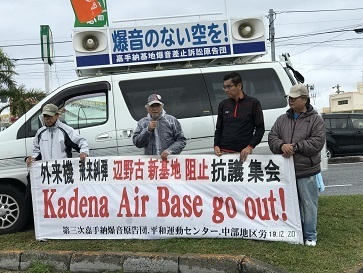 爆音のない空を!
嘉手納基地爆音差止訴訟原告団
外来機 飛来糾弾 辺野古 新基地 阻止 抗議集会
Kadena Air Base go out!
第三次嘉手納爆音原告団、平和運動センター、中部地区労 19.12.20